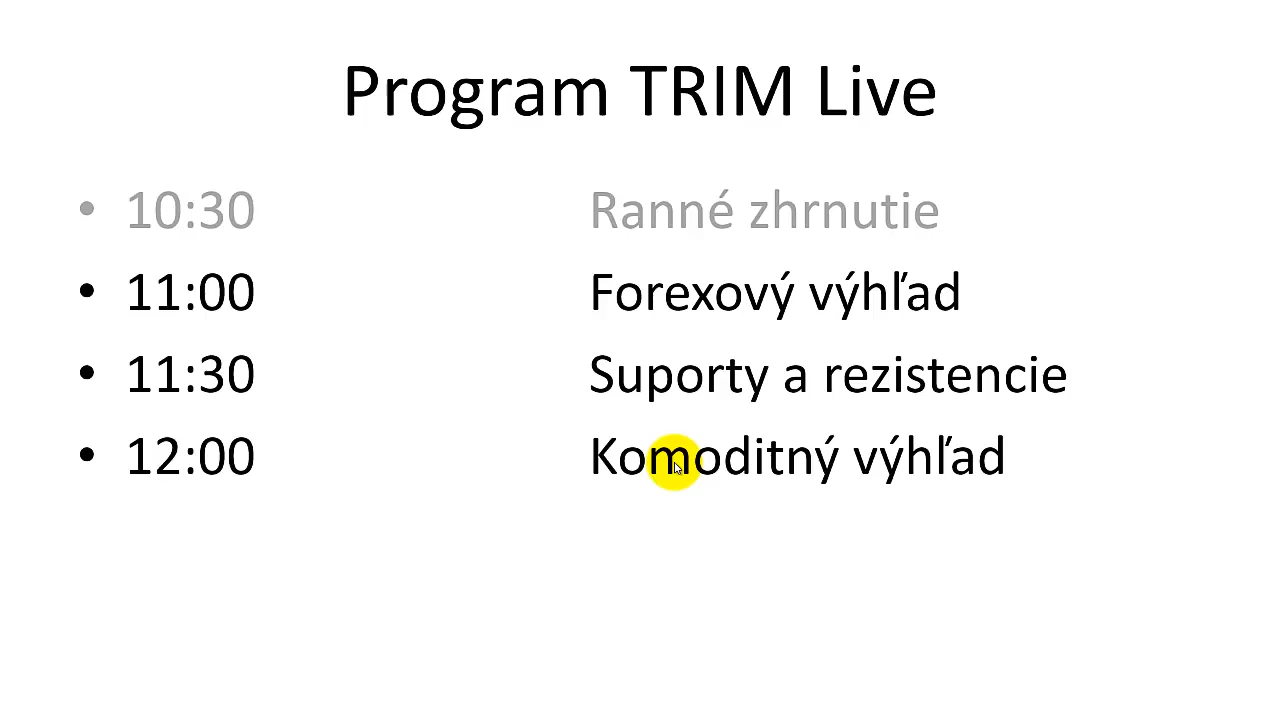 Program TRIM Live
• 10:30 Ranné zhrnutie
• 11:00 Forexový výhľad
• 11:30 Suporty a rezistencie
• 12:00 Komoditný výhľad